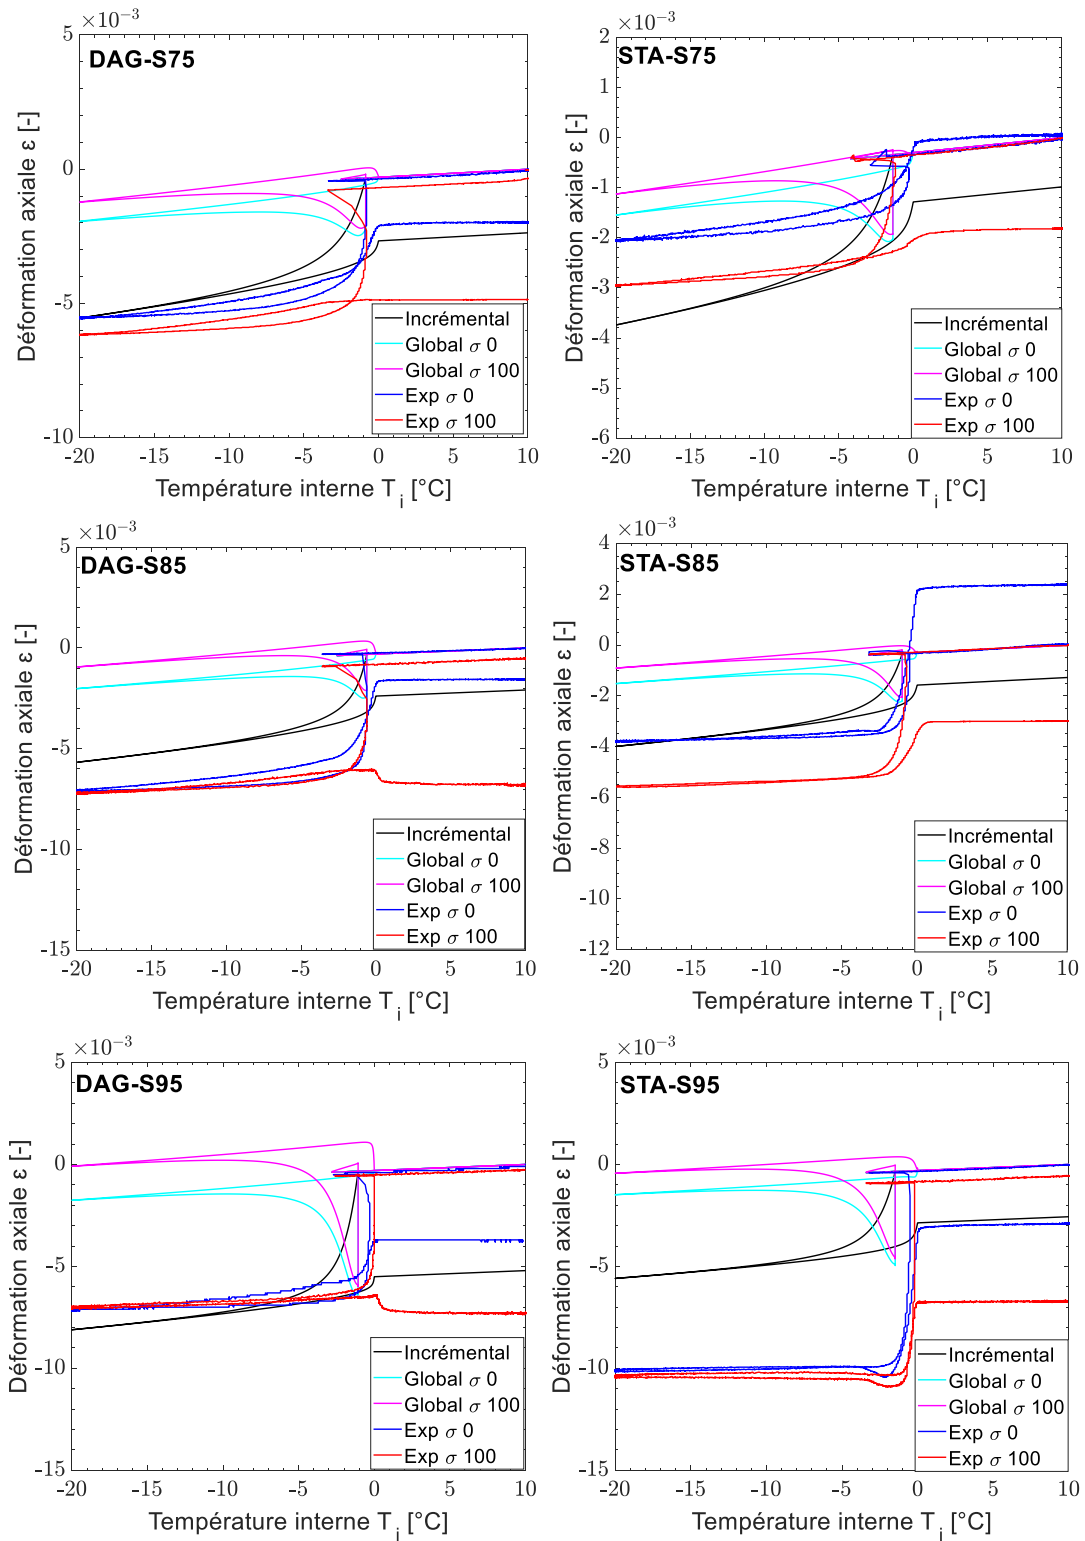 ×10⁻³
DAG-S75
5
0
-5
-10
Déformation axiale ε [-]
-20 -15 -10 -5 0 5 10
Température interne T i [°C]
Incrémental
Global σ 0
Global σ 100
Exp σ 0
Exp σ 100
×10⁻³
STA-S75
2
1
0
-1
-2
-3
-4
-5
-6
Déformation axiale ε [-]
-20 -15 -10 -5 0 5 10
Température interne T i [°C]
Incrémental
Global σ 0
Global σ 100
Exp σ 0
Exp σ 100
×10⁻³
DAG-S85
5
0
-5
-10
-15
Déformation axiale ε [-]
-20 -15 -10 -5 0 5 10
Température interne T i [°C]
Incrémental
Global σ 0
Global σ 100
Exp σ 0
Exp σ 100
×10⁻³
STA-S85
4
2
0
-2
-4
-6
-8
-10
-12
Déformation axiale ε [-]
-20 -15 -10 -5 0 5 10
Température interne T i [°C]
Incrémental
Global σ 0
Global σ 100
Exp σ 0
Exp σ 100
×10⁻³
DAG-S95
5
0
-5
-10
-15
Déformation axiale ε [-]
-20 -15 -10 -5 0 5 10
Température interne T i [°C]
Incrémental
Global σ 0
Global σ 100
Exp σ 0
Exp σ 100
×10⁻³
STA-S95
5
0
-5
-10
-15
Déformation axiale ε [-]
-20 -15 -10 -5 0 5 10
Température interne T i [°C]
Incrémental
Global σ 0
Global σ 100
Exp σ 0
Exp σ 100